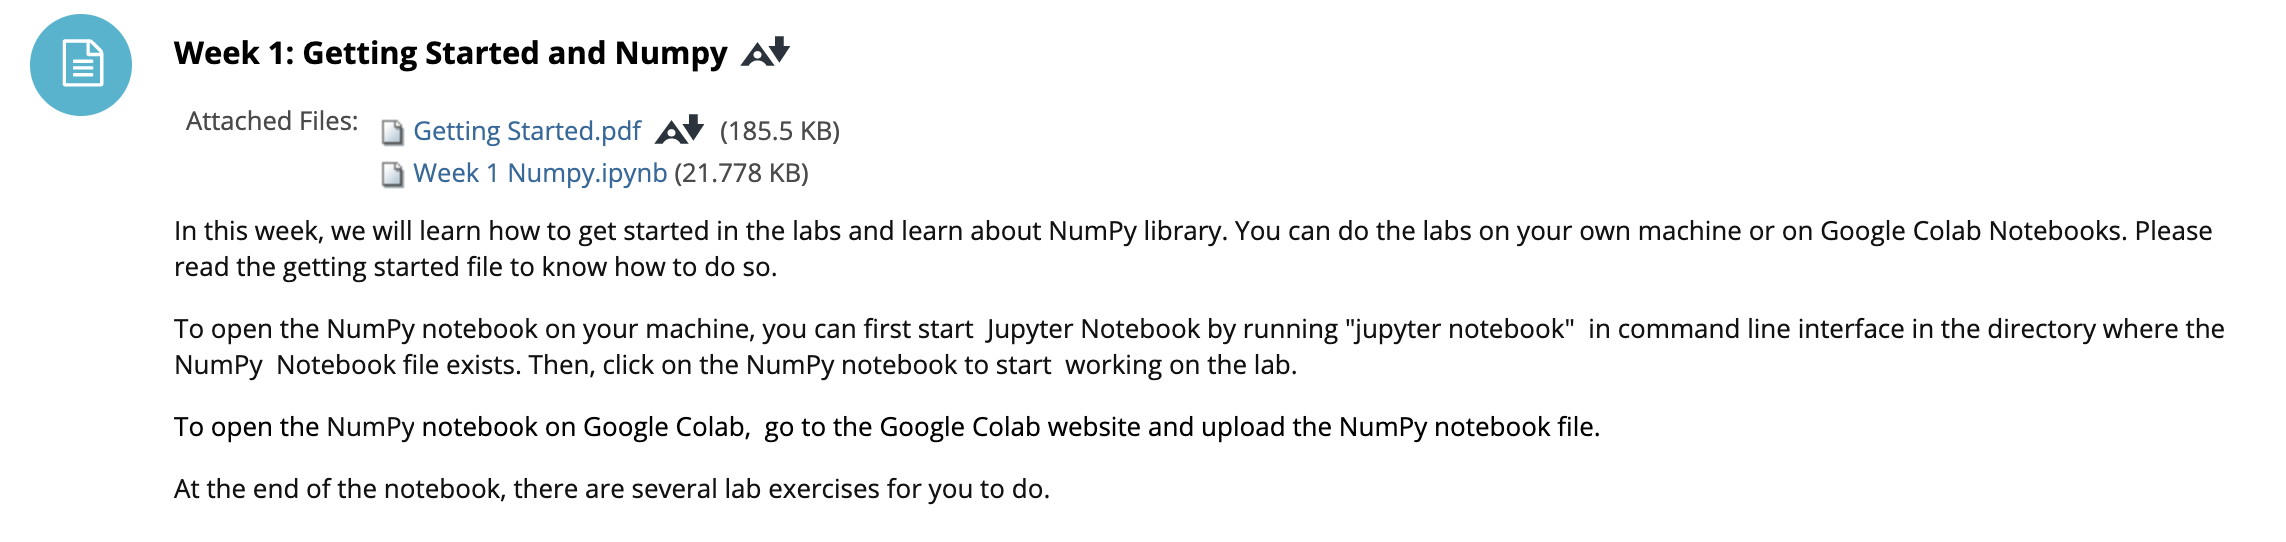 Week 1: Getting Started and Numpy
Attached Files:
Getting Started.pdf (185.5 KB)
Week 1 Numpy.ipynb (21.778 KB)
In this week, we will learn how to get started in the labs and learn about NumPy library. You can do the labs on your own machine or on Google Colab Notebooks. Please
read the getting started file to know how to do so.
To open the NumPy notebook on your machine, you can first start  Jupyter Notebook by running "jupyter notebook"  in command line interface in the directory where the
NumPy  Notebook file exists. Then, click on the NumPy notebook to start  working on the lab.
To open the NumPy notebook on Google Colab,  go to the Google Colab website and upload the NumPy notebook file.
At the end of the notebook, there are several lab exercises for you to do.